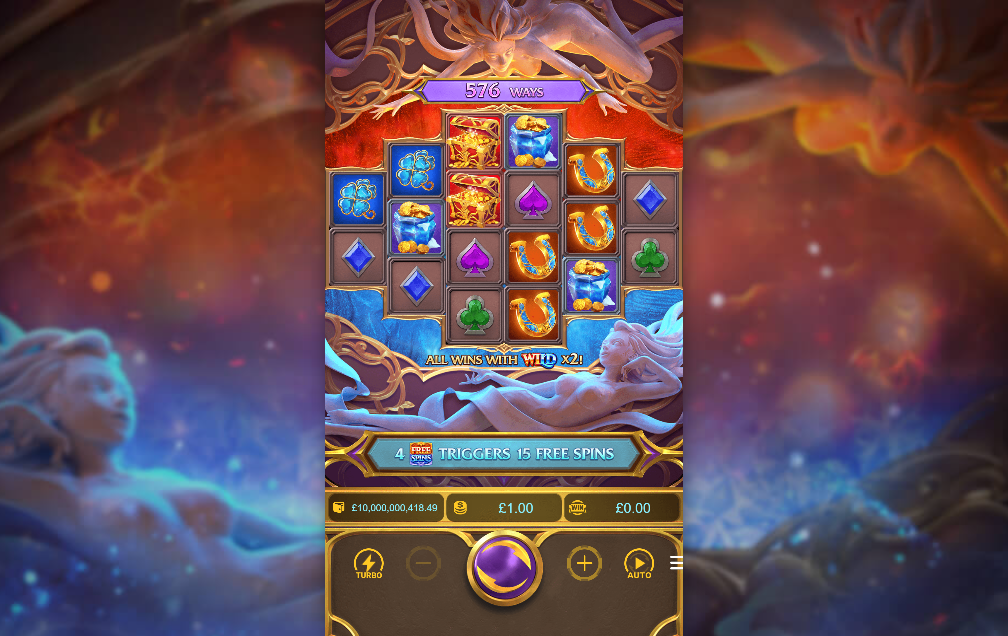 576 WAYS
ALL WINS WITH WILD X2!
4 FREE SPINS TRIGGERS 15 FREE SPINS
£10,000,000,418.49
£1.00
WIN
£0.00
TURBO
AUTO